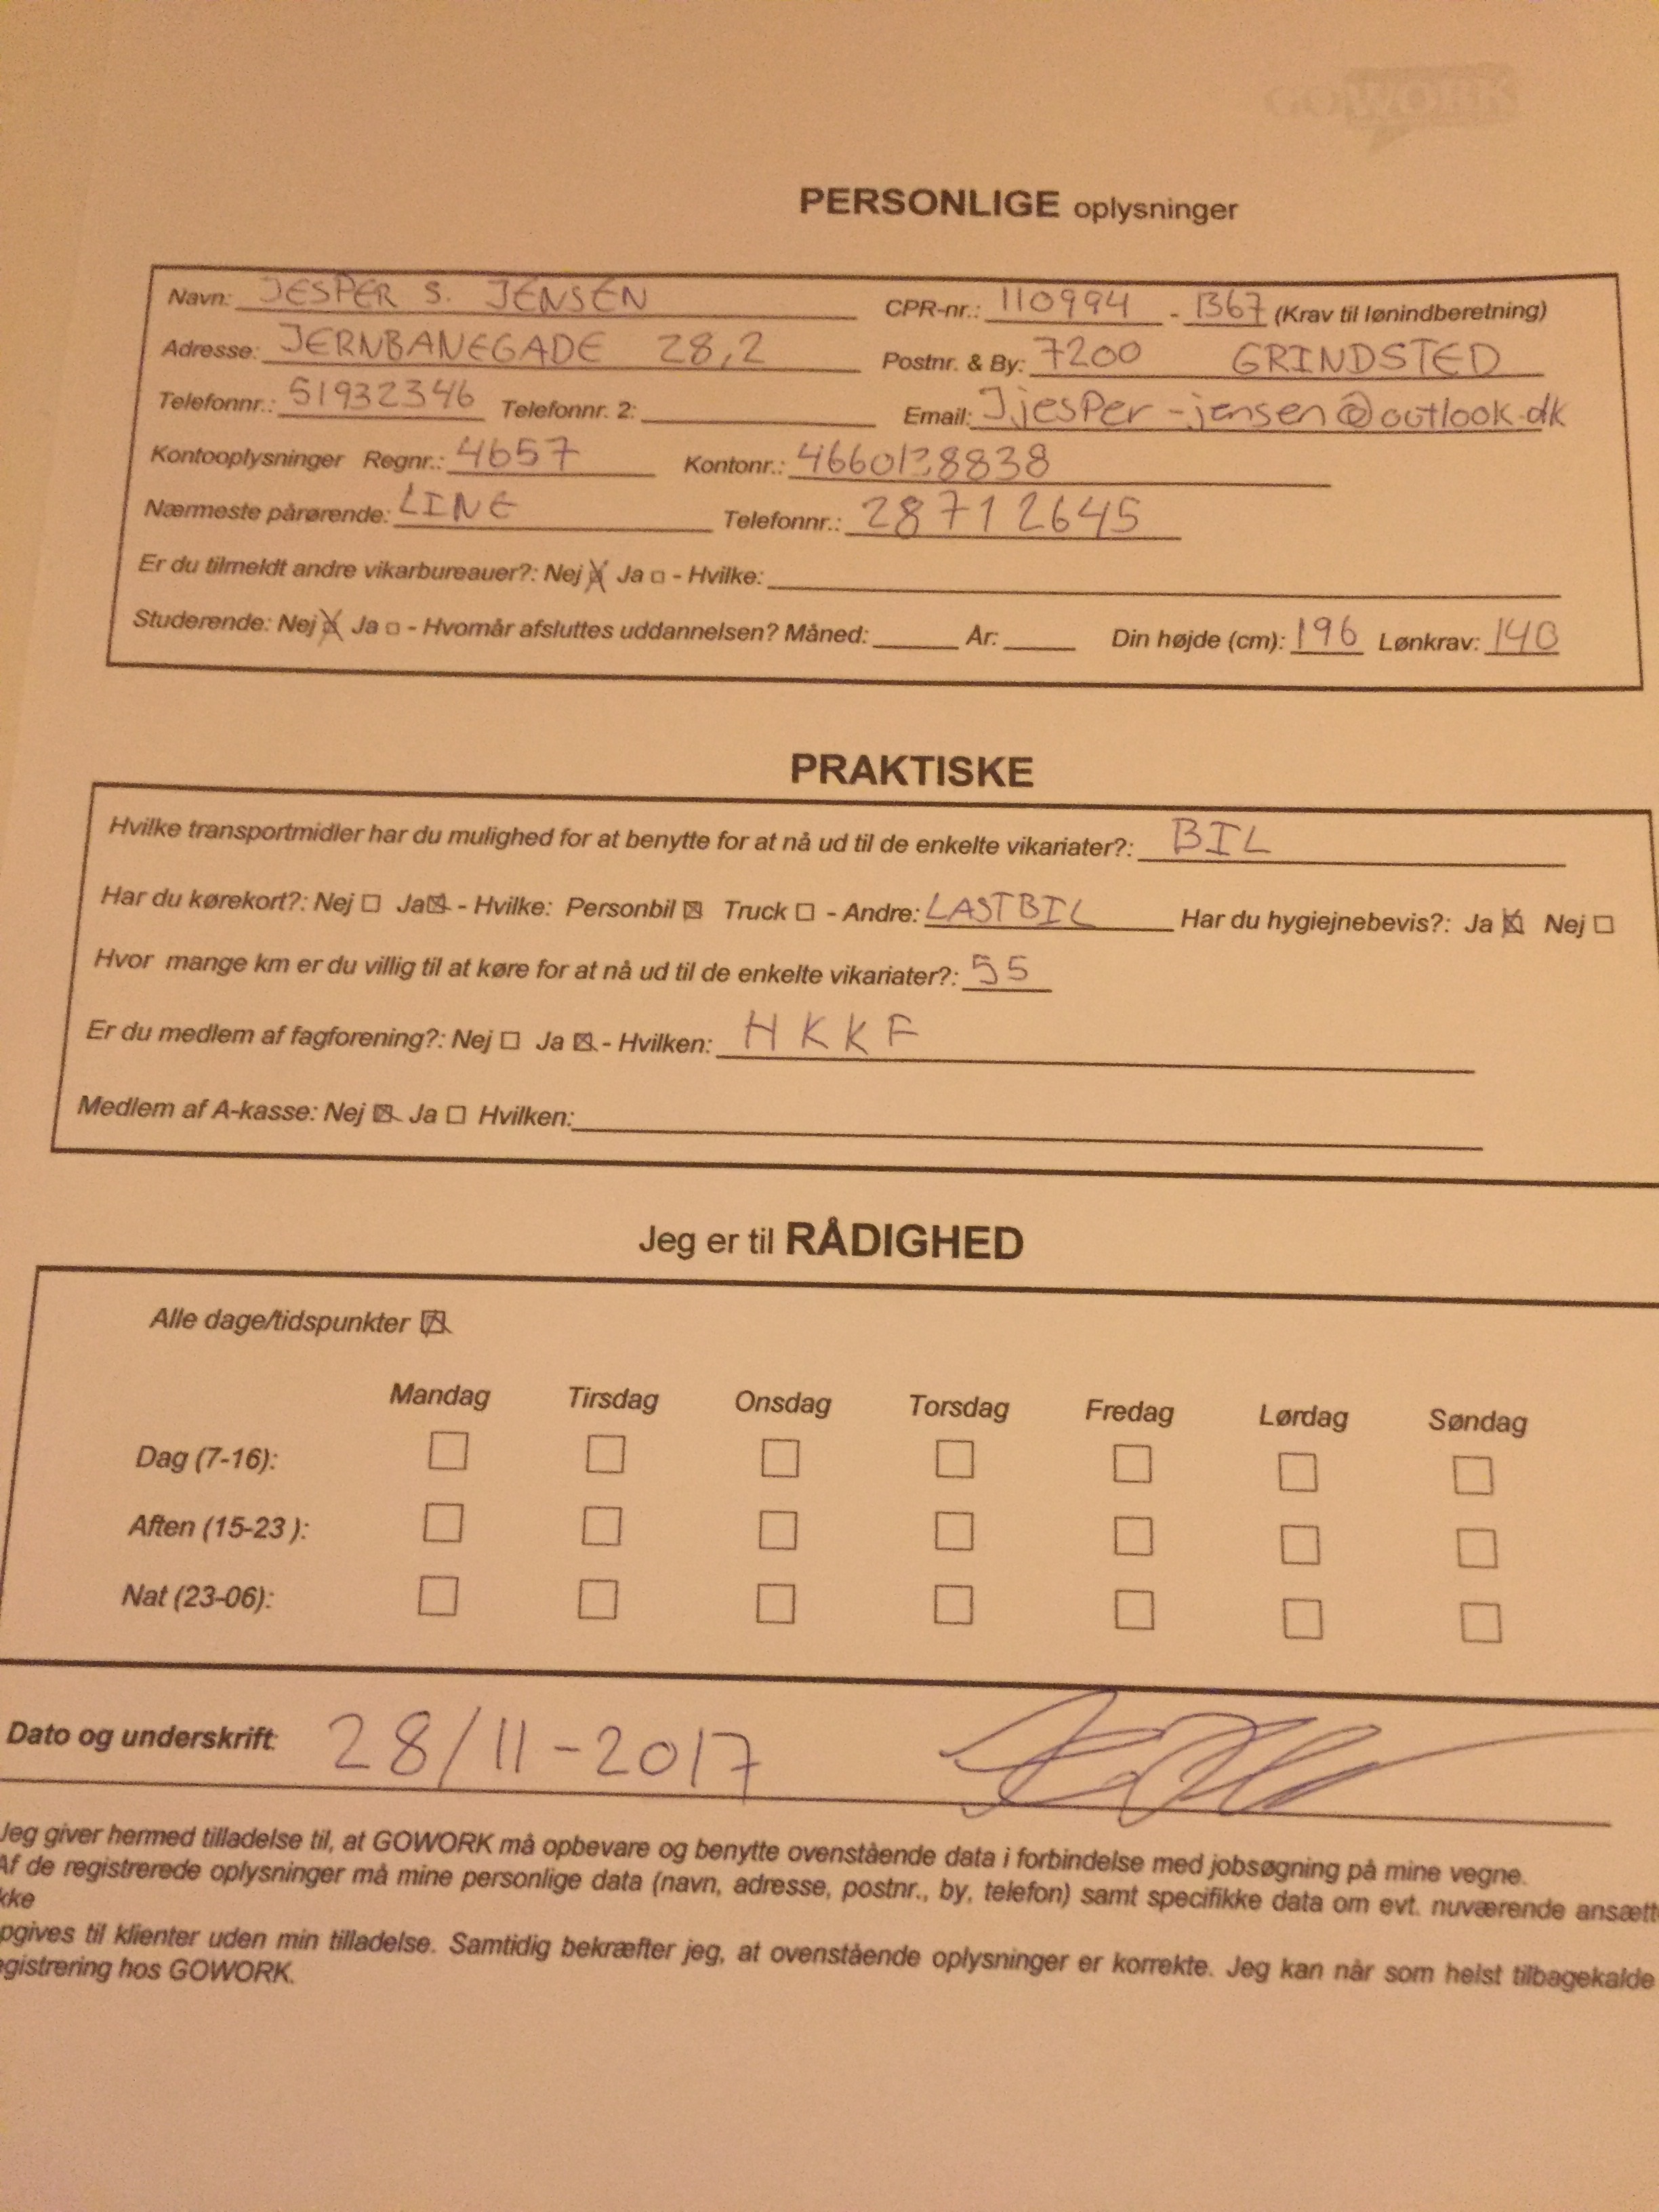 GOWORK
PERSONLIGE oplysninger
Navn: JESPER S. JENSEN CPR-nr.: 110994 - 1367 (Krav til lønindberetning)
Adresse: JERNBANEGADE 28,2 Postnr. & By: 7200 GRINDSTED
Telefonnr.: 51932346 Telefonnr. 2: Email: Jjesper-jensen@outlook.dk
Kontooplysninger Regnr.: 4657 Kontonr.:
Nærmeste pårørende: LINE Telefonnr.: 28712645
Er du tilmeldt andre vikarbureauer?: Nej ☒ Ja ☐ - Hvilke:
Studerende: Nej ☒ Ja ☐ - Hvornår afsluttes uddannelsen? Måned: År: Din højde (cm): 196 Lønkrav: 140
PRAKTISKE
Hvilke transportmidler har du mulighed for at benytte for at nå ud til de enkelte vikariater?: BIL
Har du kørekort?: Nej ☐ Ja ☒ - Hvilke: Personbil ☒ Truck ☐ - Andre: LASTBIL Har du hygiejnebevis?: Ja ☒ Nej ☐
Hvor mange km er du villig til at køre for at nå ud til de enkelte vikariater?: 55
Er du medlem af fagforening?: Nej ☐ Ja ☒ - Hvilken: HKKF
Medlem af A-kasse: Nej ☒ Ja ☐ Hvilken:
Jeg er til RÅDIGHED
Alle dage/tidspunkter ☒
Mandag Tirsdag Onsdag Torsdag Fredag Lørdag Søndag
Dag (7-16): ☐ ☐ ☐ ☐ ☐ ☐ ☐
Aften (15-23 ): ☐ ☐ ☐ ☐ ☐ ☐ ☐
Nat (23-06): ☐ ☐ ☐ ☐ ☐ ☐ ☐
Dato og underskrift: 28/11-2017
Jeg giver hermed tilladelse til, at GOWORK må opbevare og benytte ovenstående data i forbindelse med jobsøgning på mine vegne.
Af de registrerede oplysninger må mine personlige data (navn, adresse, postnr., by, telefon) samt specifikke data om evt. nuværende ansætt
kke
pgives til klienter uden min tilladelse. Samtidig bekræfter jeg, at ovenstående oplysninger er korrekte. Jeg kan når som helst tilbagekalde
egistrering hos GOWORK.